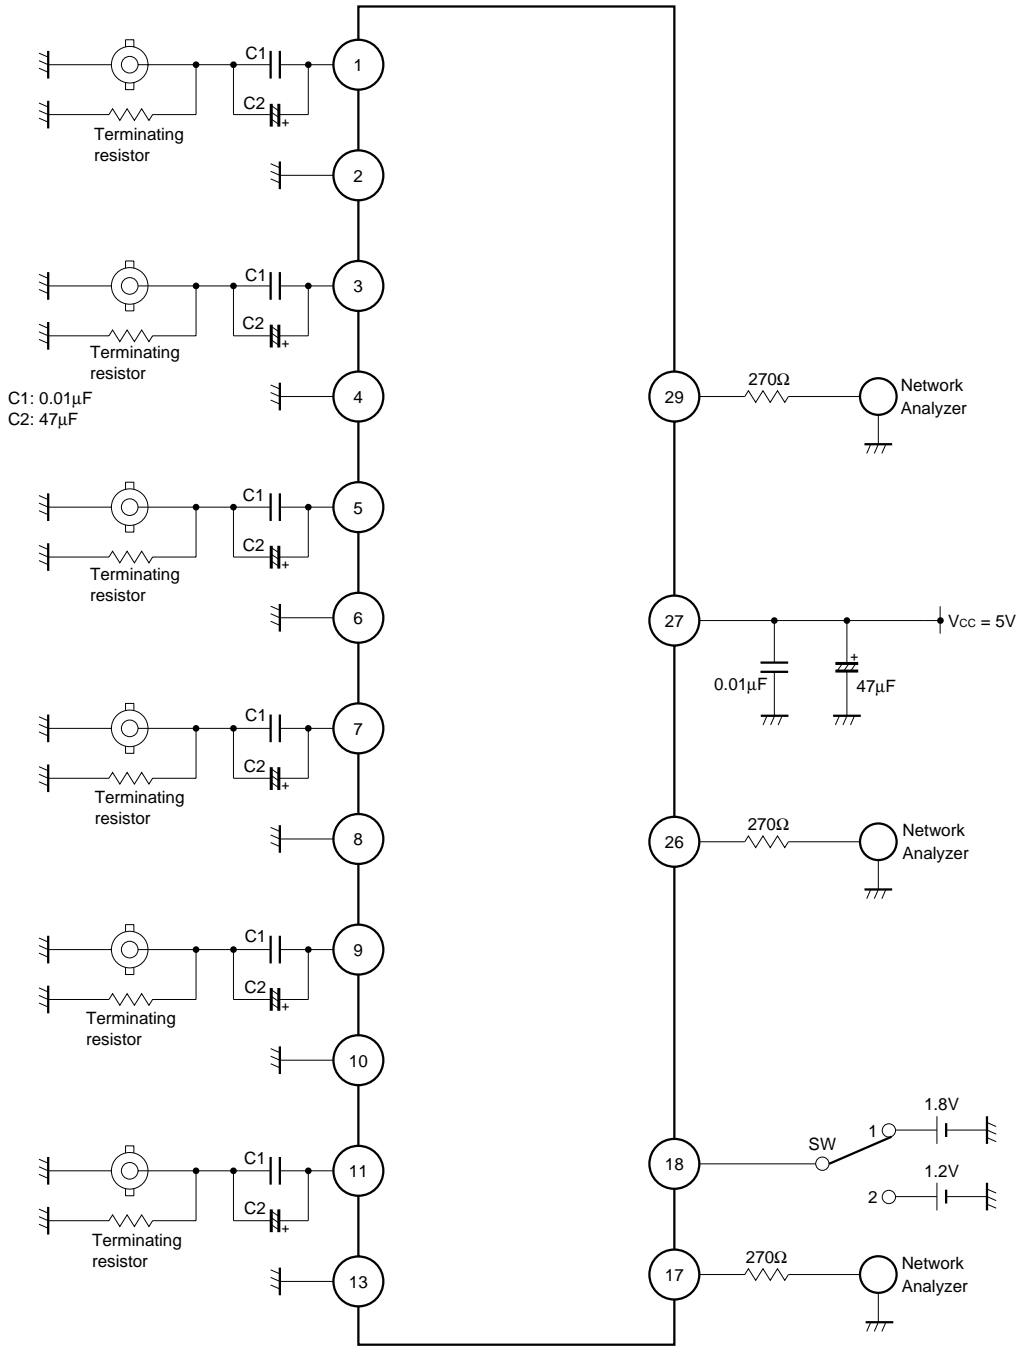 C1
1
C2
+
Terminating
resistor
2
C1
3
C2
+
Terminating
resistor
C1: 0.01μF
C2: 47μF
4
29
270Ω
Network
Analyzer
C1
5
C2
+
Terminating
resistor
6
27
VCC = 5V
+
0.01μF
47μF
C1
7
C2
+
Terminating
resistor
8
26
270Ω
Network
Analyzer
C1
9
C2
+
Terminating
resistor
10
1.8V
1
SW
18
1.2V
2
C1
11
C2
+
Terminating
resistor
13
17
270Ω
Network
Analyzer